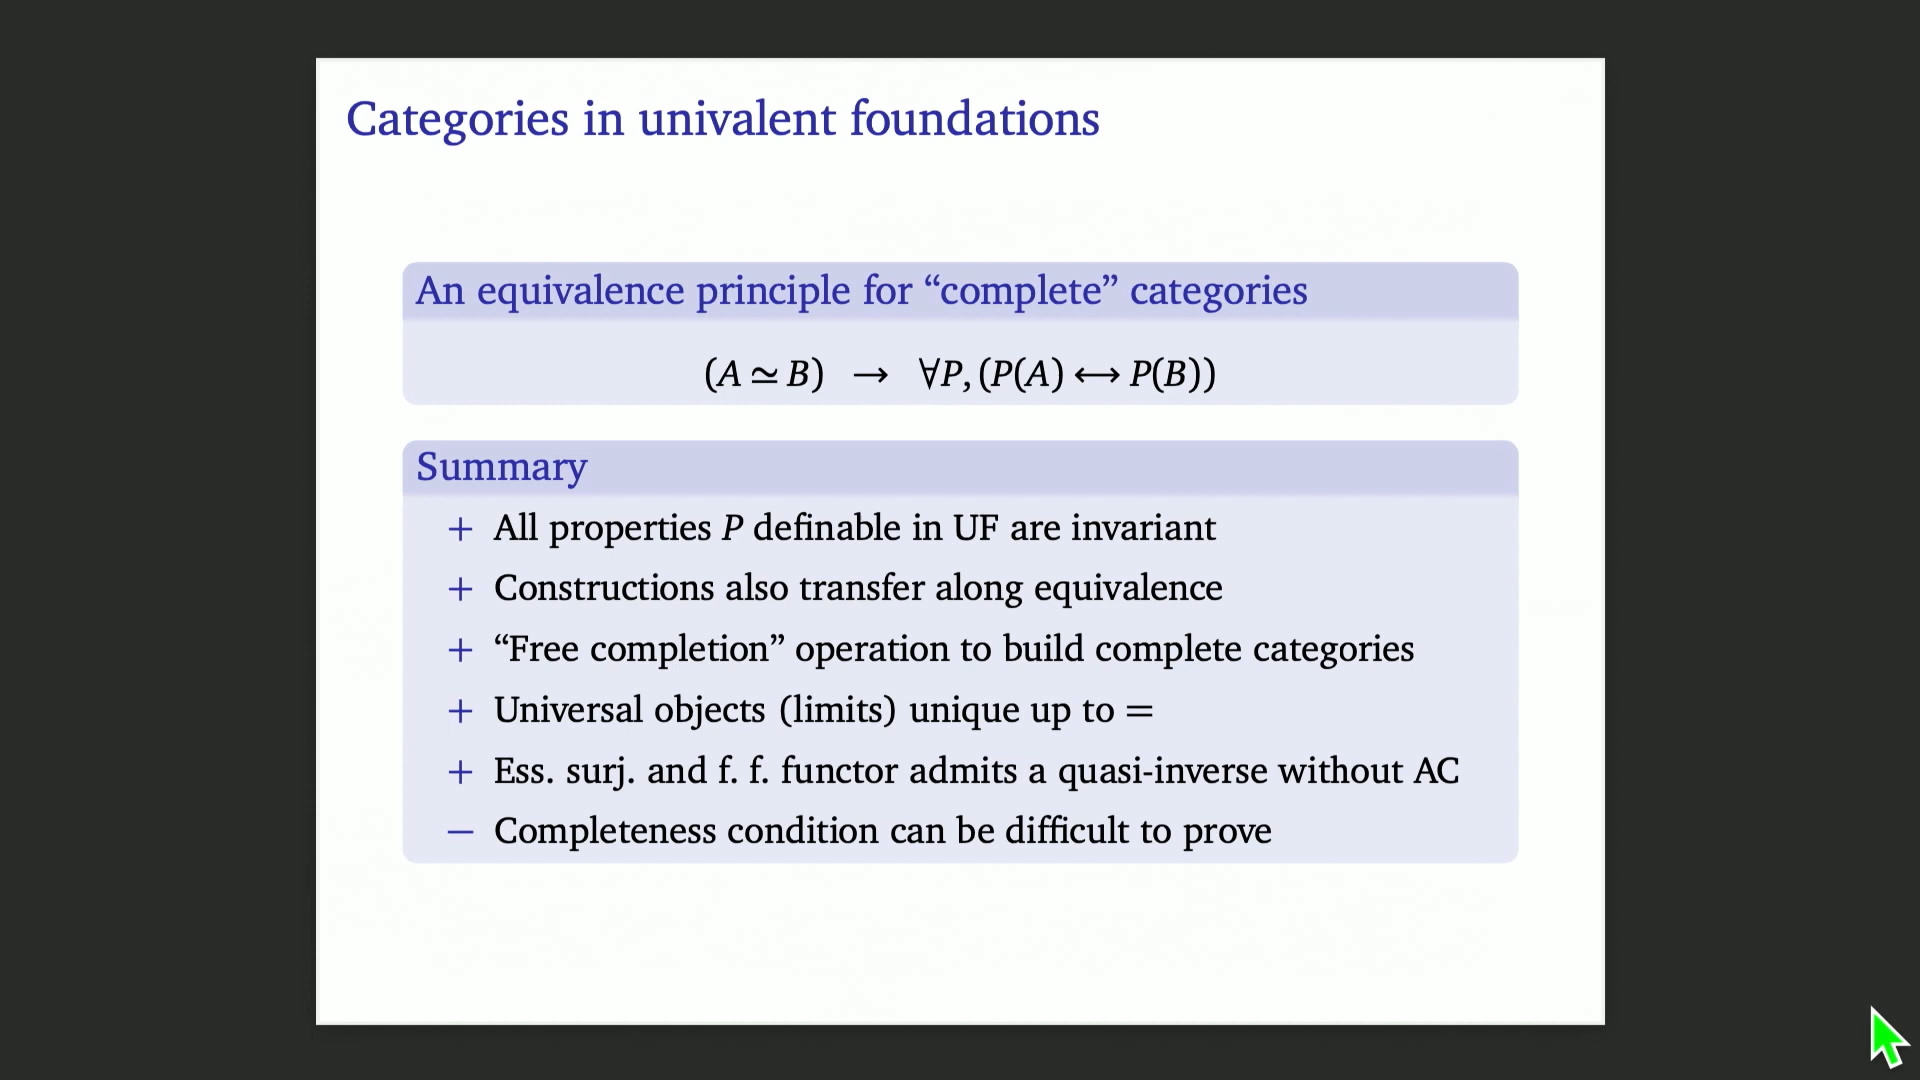 Categories in univalent foundations
An equivalence principle for “complete” categories
(A ≃ B) → ∀P, (P(A) ⟷ P(B))
Summary
+ All properties P definable in UF are invariant
+ Constructions also transfer along equivalence
+ “Free completion” operation to build complete categories
+ Universal objects (limits) unique up to =
+ Ess. surj. and f. f. functor admits a quasi-inverse without AC
− Completeness condition can be difficult to prove